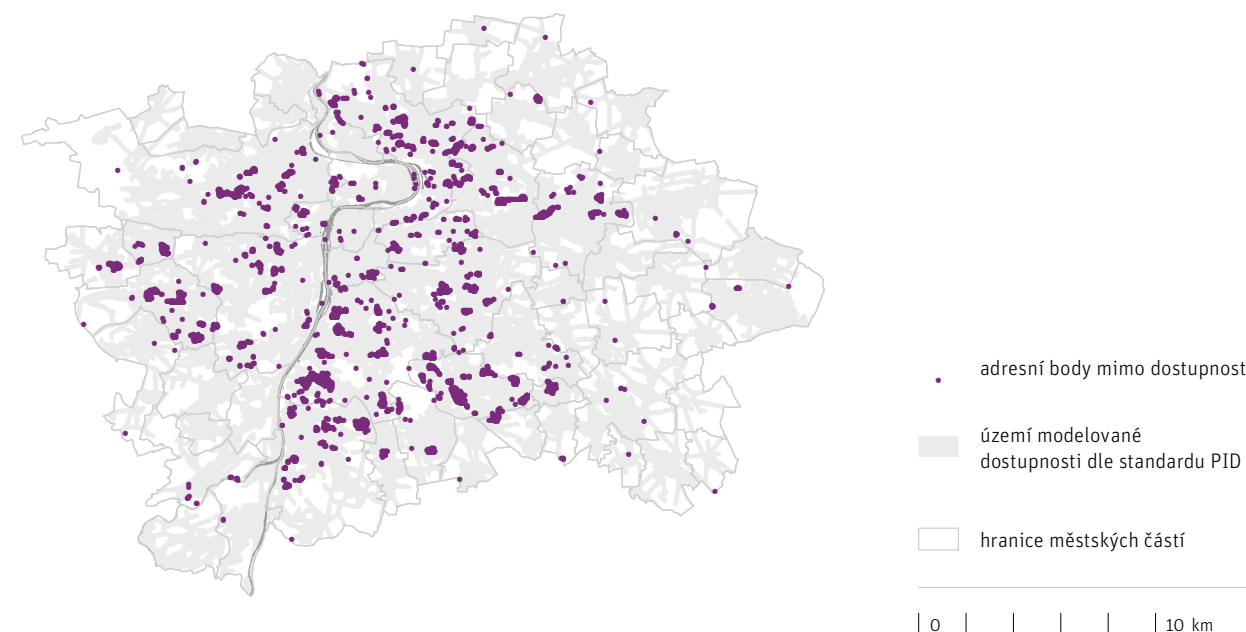 adresní body mimo dostupnost
území modelované
dostupnosti dle standardu PID
hranice městských částí
0 10 km